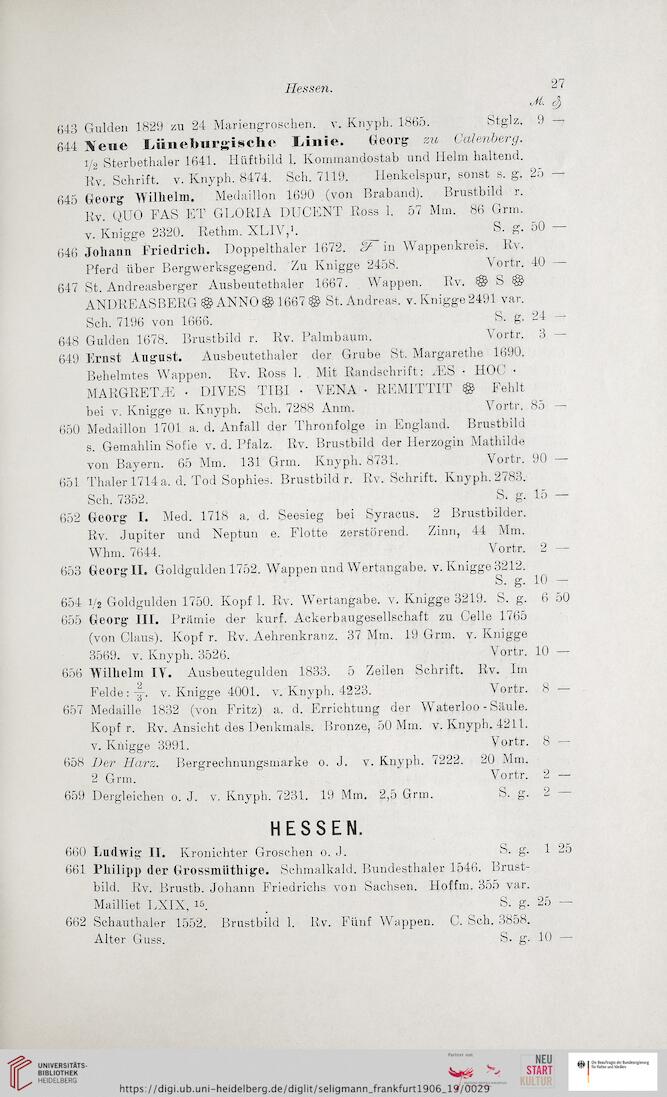 Hessen. 27
ℳ. ₰
643 Gulden 1829 zu 24 Mariengroschen. v. Knyph. 1865. Stglz. 9 —
644 Neue Lüneburgische Linie. Georg zu Calenberg.
1/2 Sterbethaler 1641. Hüftbild l. Kommandostab und Helm haltend.
Rv. Schrift. v. Knyph. 8474. Sch. 7119. Henkelspur, sonst s. g. 25 —
645 Georg Wilhelm. Medaillon 1690 (von Braband). Brustbild r.
Rv. QUO FAS ET GLORIA DUCENT Ross l. 57 Mm. 86 Grm.
v. Knigge 2320. Rethm. XLIV,¹. S. g. 50 —
646 Johann Friedrich. Doppelthaler 1672. in Wappenkreis. Rv.
Pferd über Bergwerksgegend. Zu Knigge 2458. Vortr. 40 —
647 St. Andreasberger Ausbeutethaler 1667. Wappen. Rv. ❁ S ❁
ANDREASBERG ❁ ANNO ❁ 1667 ❁ St. Andreas. v. Knigge 2491 var.
Sch. 7196 von 1666. S. g. 24 —
648 Gulden 1678. Brustbild r. Rv. Palmbaum. Vortr. 3 —
649 Ernst August. Ausbeutethaler der Grube St. Margarethe 1690.
Behelmtes Wappen. Rv. Ross l. Mit Randschrift: ÆS · HOC ·
MARGRETÆ · DIVES TIBI · VENA · REMITTIT ❁ Fehlt
bei v. Knigge u. Knyph. Sch. 7288 Anm. Vortr. 85 —
650 Medaillon 1701 a. d. Anfall der Thronfolge in England. Brustbild
s. Gemahlin Sofie v. d. Pfalz. Rv. Brustbild der Herzogin Mathilde
von Bayern. 65 Mm. 131 Grm. Knyph. 8731. Vortr. 90 —
651 Thaler 1714 a. d. Tod Sophies. Brustbild r. Rv. Schrift. Knyph. 2783.
Sch. 7352. S. g. 15 —
652 Georg I. Med. 1718 a. d. Seesieg bei Syracus. 2 Brustbilder.
Rv. Jupiter und Neptun e. Flotte zerstörend. Zinn, 44 Mm.
Whm. 7644. Vortr. 2 —
653 Georg II. Goldgulden 1752. Wappen und Wertangabe. v. Knigge 3212.
S. g. 10 —
654 1/2 Goldgulden 1750. Kopf l. Rv. Wertangabe. v. Knigge 3219. S. g. 6 50
655 Georg III. Prämie der kurf. Ackerbaugesellschaft zu Celle 1765
(von Claus). Kopf r. Rv. Aehrenkranz. 37 Mm. 19 Grm. v. Knigge
3569. v. Knyph. 3526. Vortr. 10 —
656 Wilhelm IV. Ausbeutegulden 1833. 5 Zeilen Schrift. Rv. Im
Felde: 2/3. v. Knigge 4001. v. Knyph. 4223. Vortr. 8 —
657 Medaille 1832 (von Fritz) a. d. Errichtung der Waterloo-Säule.
Kopf r. Rv. Ansicht des Denkmals. Bronze, 50 Mm. v. Knyph. 4211.
v. Knigge 3991. Vortr. 8 —
658 Der Harz. Bergrechnungsmarke o. J. v. Knyph. 7222. 20 Mm.
2 Grm. Vortr. 2 —
659 Dergleichen o. J. v. Knyph. 7231. 19 Mm. 2,5 Grm. S. g. 2 —
HESSEN.
660 Ludwig II. Kronichter Groschen o. J. S. g. 1 25
661 Philipp der Grossmüthige. Schmalkald. Bundesthaler 1546. Brust-
bild. Rv. Brustb. Johann Friedrichs von Sachsen. Hoffm. 355 var.
Mailliet LXIX, 15. S. g. 25 —
662 Schauthaler 1552. Brustbild l. Rv. Fünf Wappen. C. Sch. 3858.
Alter Guss. S. g. 10 —
UNIVERSITÄTS-
BIBLIOTHEK
HEIDELBERG
https://digi.ub.uni-heidelberg.de/diglit/seligmann_frankfurt1906_19/0029
Partner von
NEU
START
KULTUR
Die Beauftragte der Bundesregierung
für Kultur und Medien